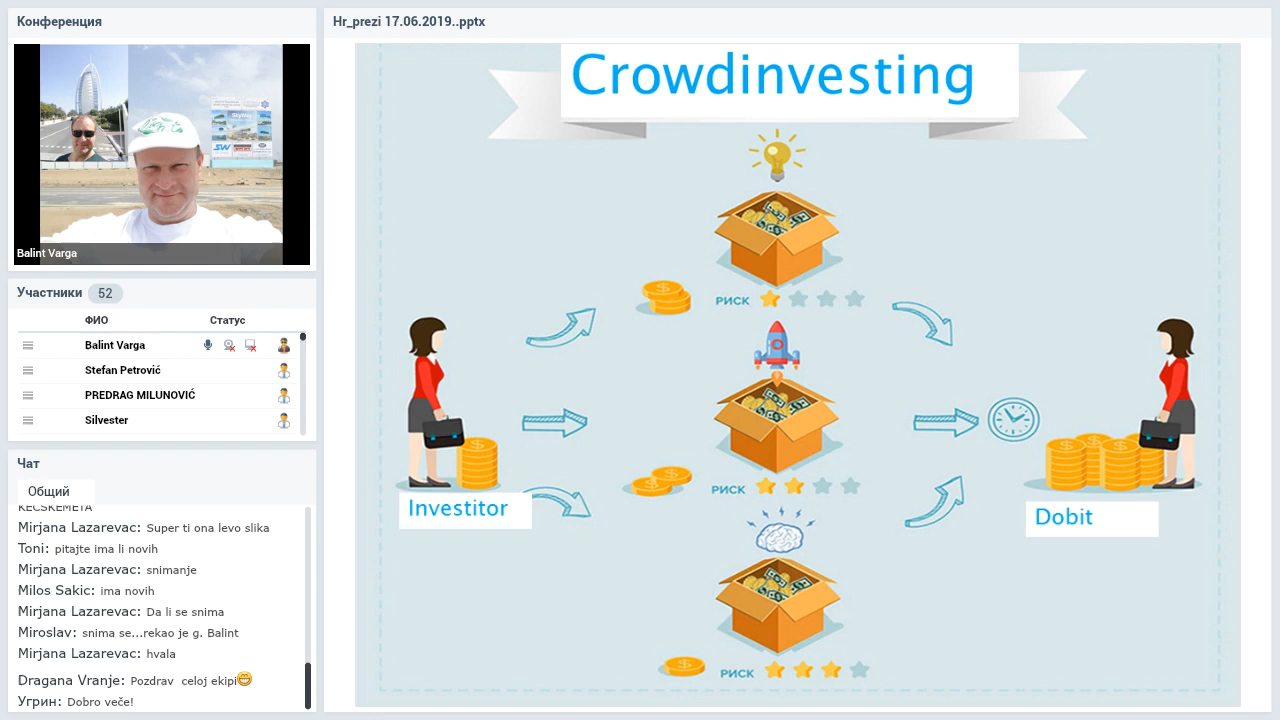 Конференция
Balint Varga
Участники 52
ФИО Статус
Balint Varga
Stefan Petrović
PREDRAG MILUNOVIĆ
Silvester
Чат
Общий
KECSKEMÉTA
Mirjana Lazarevac: Super ti ona levo slika
Toni: pitajte ima li novih
Mirjana Lazarevac: snimanje
Milos Sakic: ima novih
Mirjana Lazarevac: Da li se snima
Miroslav: snima se...rekao je g. Balint
Mirjana Lazarevac: hvala
Dragana Vranje: Pozdrav celoj ekipi
Угрин: Dobro veče!
Hr_prezi 17.06.2019..pptx
Crowdinvesting
РИСК
РИСК
Investitor
Dobit
РИСК